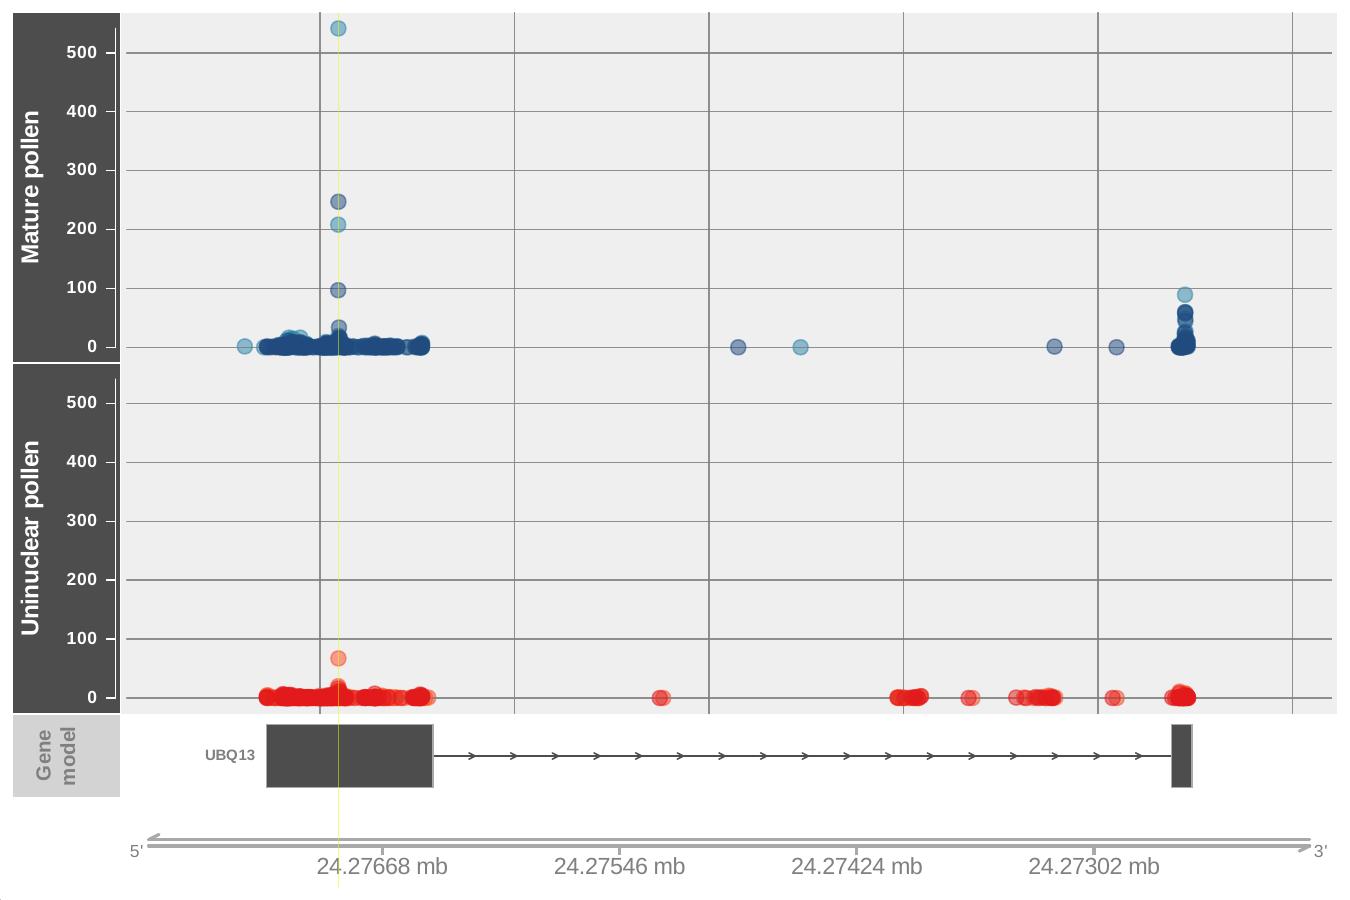 Mature pollen
500
400
300
200
100
0
Uninuclear pollen
500
400
300
200
100
0
Gene
model
UBQ13
5'
3'
24.27668 mb
24.27546 mb
24.27424 mb
24.27302 mb